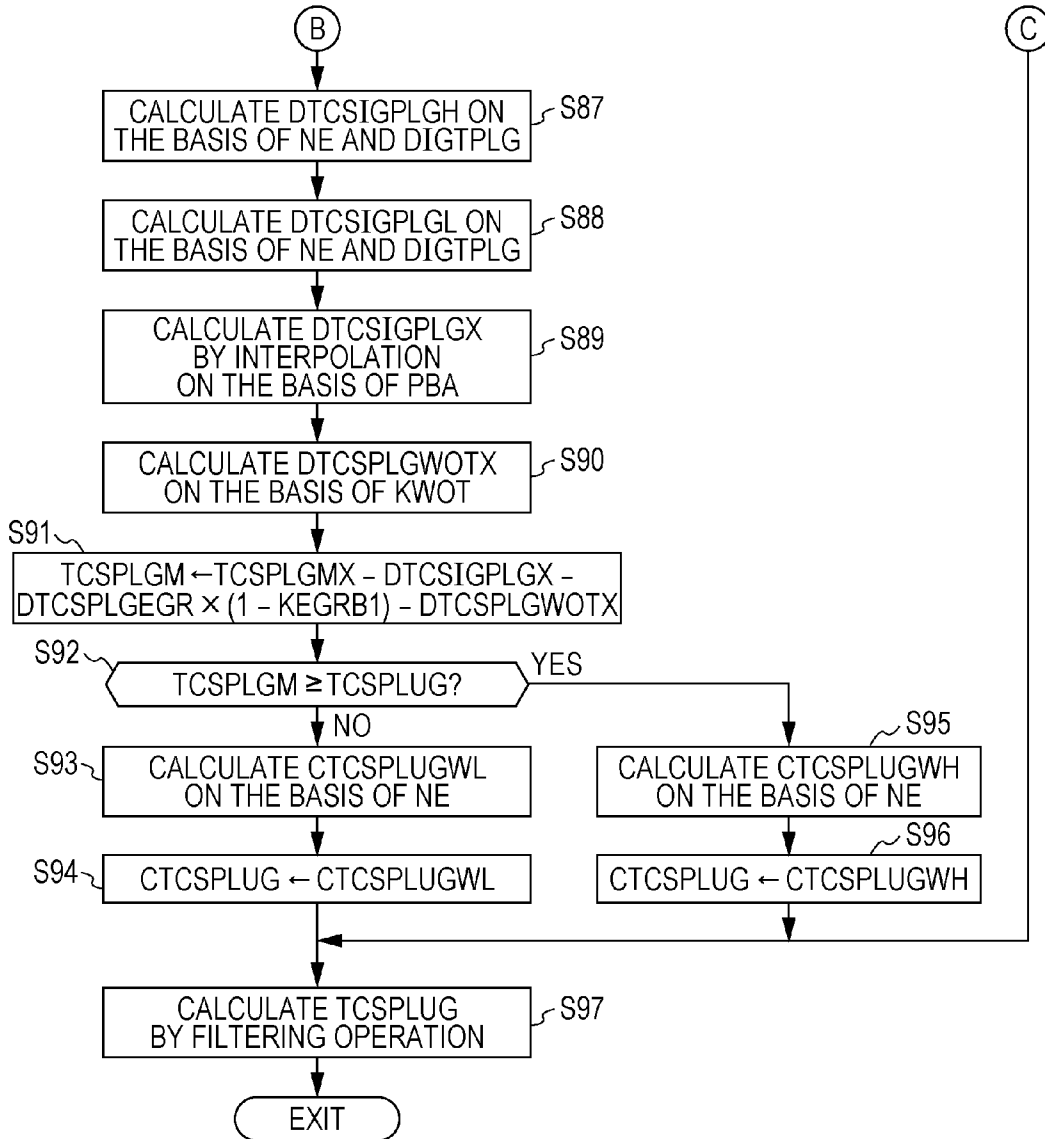 B
C
CALCULATE DTCSIGPLGH ON
THE BASIS OF NE AND DIGTPLG
S87
CALCULATE DTCSIGPLGL ON
THE BASIS OF NE AND DIGTPLG
S88
CALCULATE DTCSIGPLGX
BY INTERPOLATION
ON THE BASIS OF PBA
S89
CALCULATE DTCSPLGWOTX
ON THE BASIS OF KWOT
S90
S91
TCSPLGM ← TCSPLGMX – DTCSIGPLGX –
DTCSPLGEGR × (1 – KEGRB1) – DTCSPLGWOTX
S92
TCSPLGM ≥ TCSPLUG?
YES
NO
S93
CALCULATE CTCSPLUGWL
ON THE BASIS OF NE
S95
CALCULATE CTCSPLUGWH
ON THE BASIS OF NE
S94
CTCSPLUG ← CTCSPLUGWL
S96
CTCSPLUG ← CTCSPLUGWH
CALCULATE TCSPLUG
BY FILTERING OPERATION
S97
EXIT